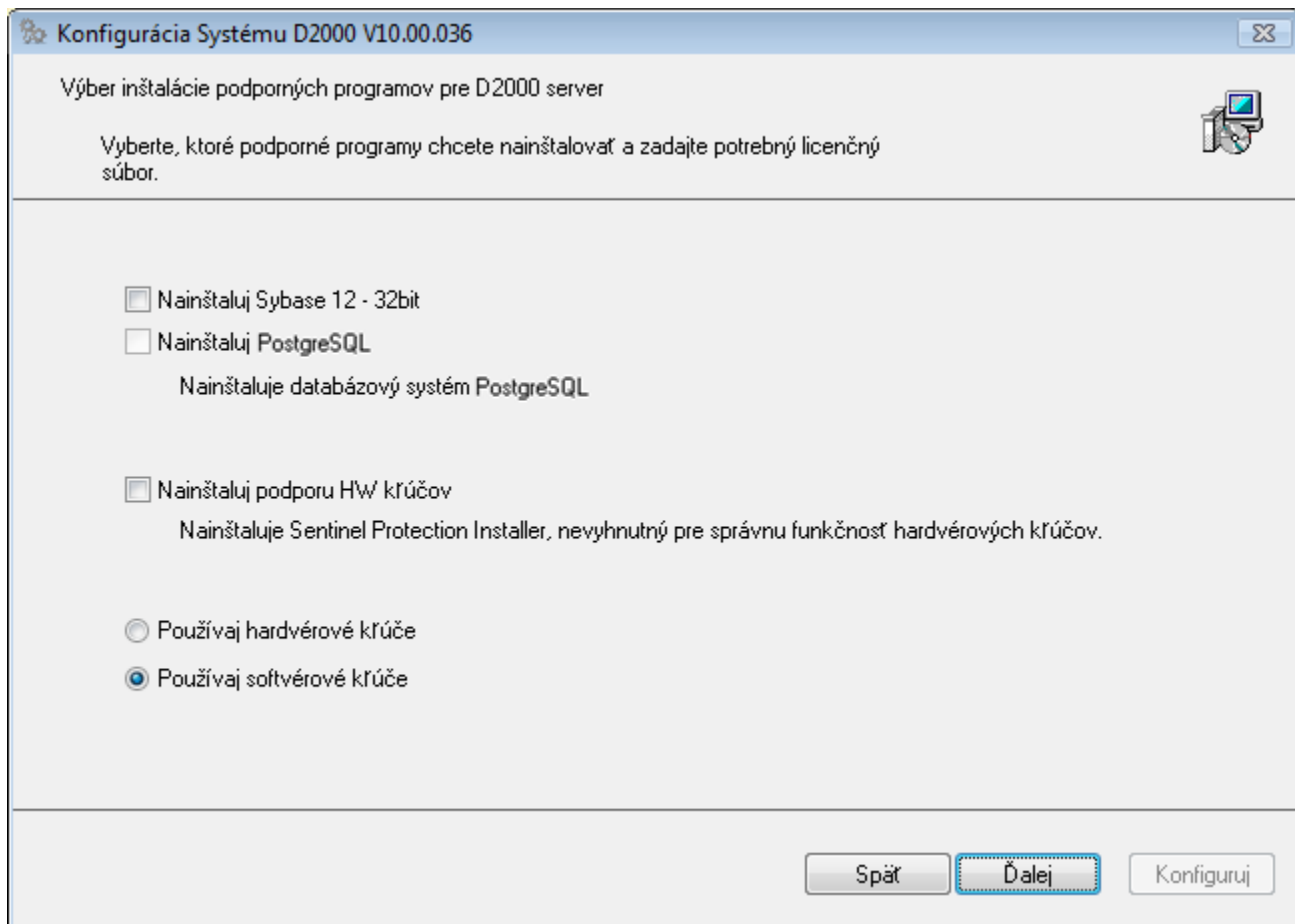 Konfigurácia Systému D2000 V10.00.036
Výber inštalácie podporných programov pre D2000 server
Vyberte, ktoré podporné programy chcete nainštalovať a zadajte potrebný licenčný
súbor.
Nainštaluj Sybase 12 - 32bit
Nainštaluj PostgreSQL
Nainštaluje databázový systém PostgreSQL
Nainštaluj podporu HW kľúčov
Nainštaluje Sentinel Protection Installer, nevyhnutný pre správnu funkčnosť hardvérových kľúčov.
Používaj hardvérové kľúče
Používaj softvérové kľúče
Späť
Ďalej
Konfiguruj